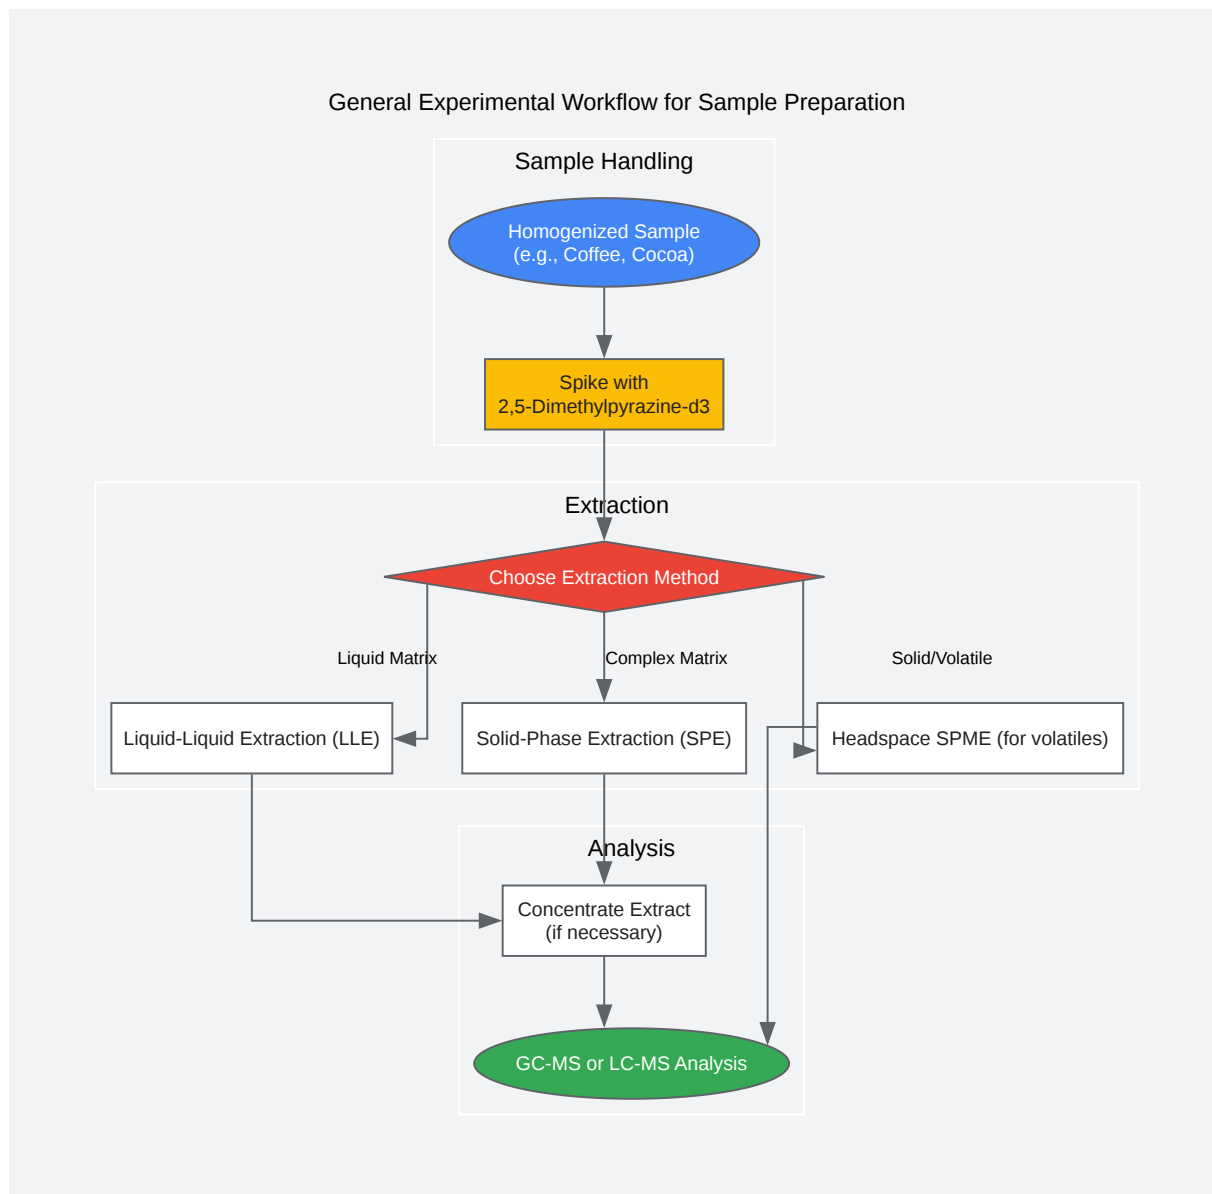 General Experimental Workflow for Sample Preparation
Sample Handling
Homogenized Sample
(e.g., Coffee, Cocoa)
Spike with
2,5-Dimethylpyrazine-d3
Extraction
Choose Extraction Method
Liquid Matrix
Complex Matrix
Solid/Volatile
Liquid-Liquid Extraction (LLE)
Solid-Phase Extraction (SPE)
Headspace SPME (for volatiles)
Analysis
Concentrate Extract
(if necessary)
GC-MS or LC-MS Analysis